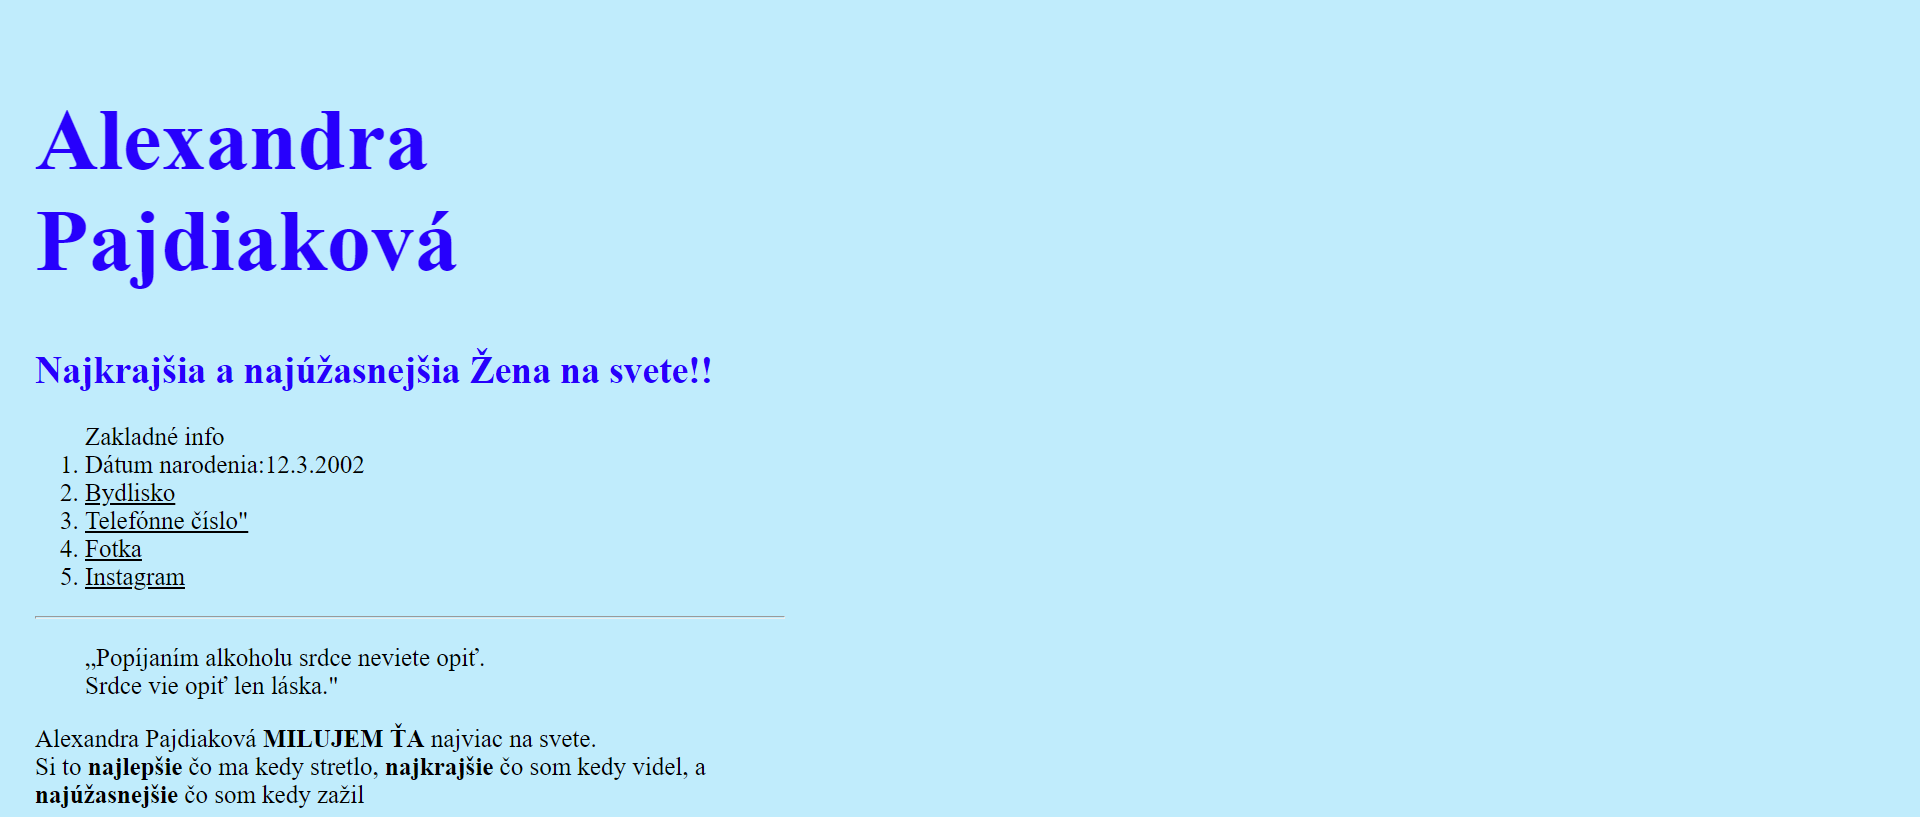 Alexandra
Pajdiaková
Najkrajšia a najúžasnejšia Žena na svete!!
Zakladné info
1. Dátum narodenia:12.3.2002
2. Bydlisko
3. Telefónne číslo"
4. Fotka
5. Instagram
„Popíjaním alkoholu srdce neviete opiť.
Srdce vie opiť len láska."
Alexandra Pajdiaková MILUJEM ŤA najviac na svete.
Si to najlepšie čo ma kedy stretlo, najkrajšie čo som kedy videl, a
najúžasnejšie čo som kedy zažil